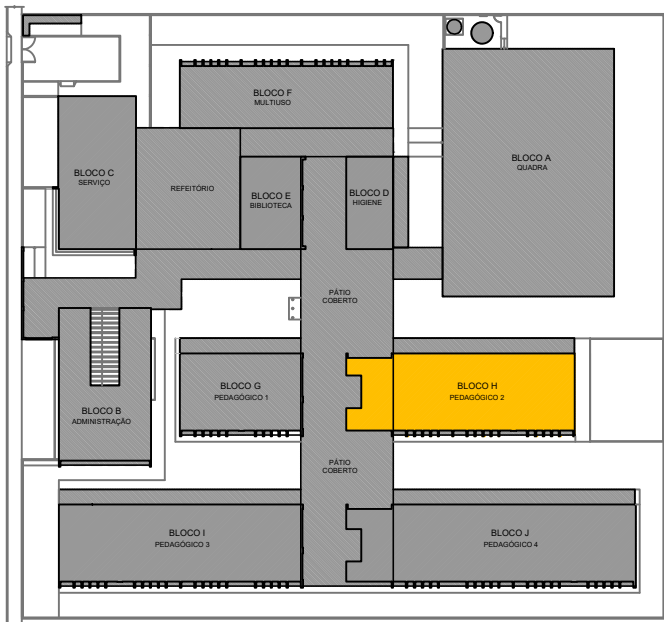 BLOCO F
MULTIUSO
BLOCO C
SERVIÇO
REFEITÓRIO
BLOCO E
BIBLIOTECA
BLOCO D
HIGIENE
BLOCO A
QUADRA
PÁTIO
COBERTO
BLOCO G
PEDAGÓGICO 1
BLOCO H
PEDAGÓGICO 2
BLOCO B
ADMINISTRAÇÃO
PÁTIO
COBERTO
BLOCO I
PEDAGÓGICO 3
BLOCO J
PEDAGÓGICO 4